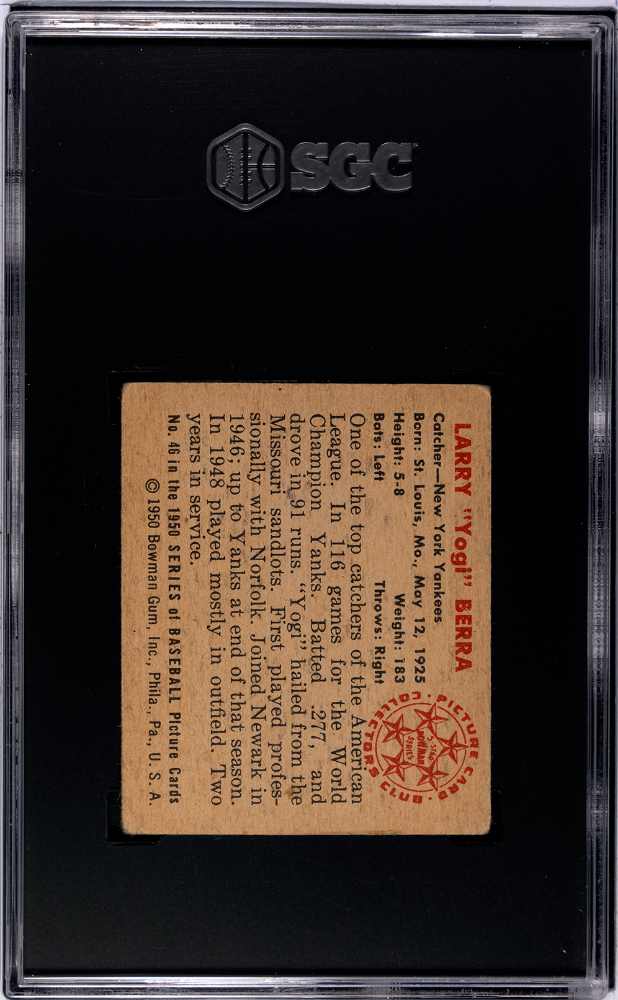 SGC
LARRY "Yogi" BERRA
Catcher—New York Yankees
Born: St. Louis, Mo., May 12, 1925
Height: 5-8 Weight: 183
Bats: Left Throws: Right
PICTURE CARD
COLLECTORS CLUB
5-STAR
BOWMAN
SERIES
One of the top catchers of the American
League. In 116 games for the World
Champion Yanks. Batted .277, and
drove in 91 runs. "Yogi" hailed from the
Missouri sandlots. First played profes-
sionally with Norfolk. Joined Newark in
1946; up to Yanks at end of that season.
In 1948 played mostly in outfield. Two
years in service.
No. 46 in the 1950 SERIES of BASEBALL Picture Cards
© 1950 Bowman Gum, Inc., Phila., Pa., U. S. A.